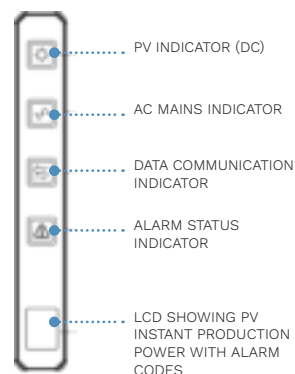 PV INDICATOR (DC)
AC MAINS INDICATOR
DATA COMMUNICATION
INDICATOR
ALARM STATUS
INDICATOR
LCD SHOWING PV
INSTANT PRODUCTION
POWER WITH ALARM
CODES